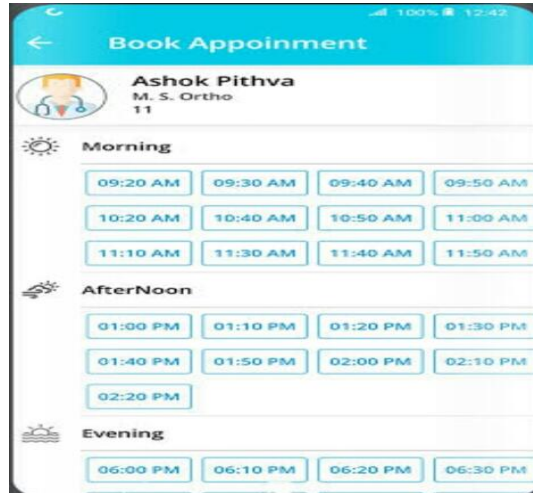 100% 12:42
Book Appoinment
Ashok Pithva
M. S. Ortho
11
Morning
09:20 AM 09:30 AM 09:40 AM 09:50 AM
10:20 AM 10:40 AM 10:50 AM 11:00 AM
11:10 AM 11:30 AM 11:40 AM 11:50 AM
AfterNoon
01:00 PM 01:10 PM 01:20 PM 01:30 PM
01:40 PM 01:50 PM 02:00 PM 02:10 PM
02:20 PM
Evening
06:00 PM 06:10 PM 06:20 PM 06:30 PM